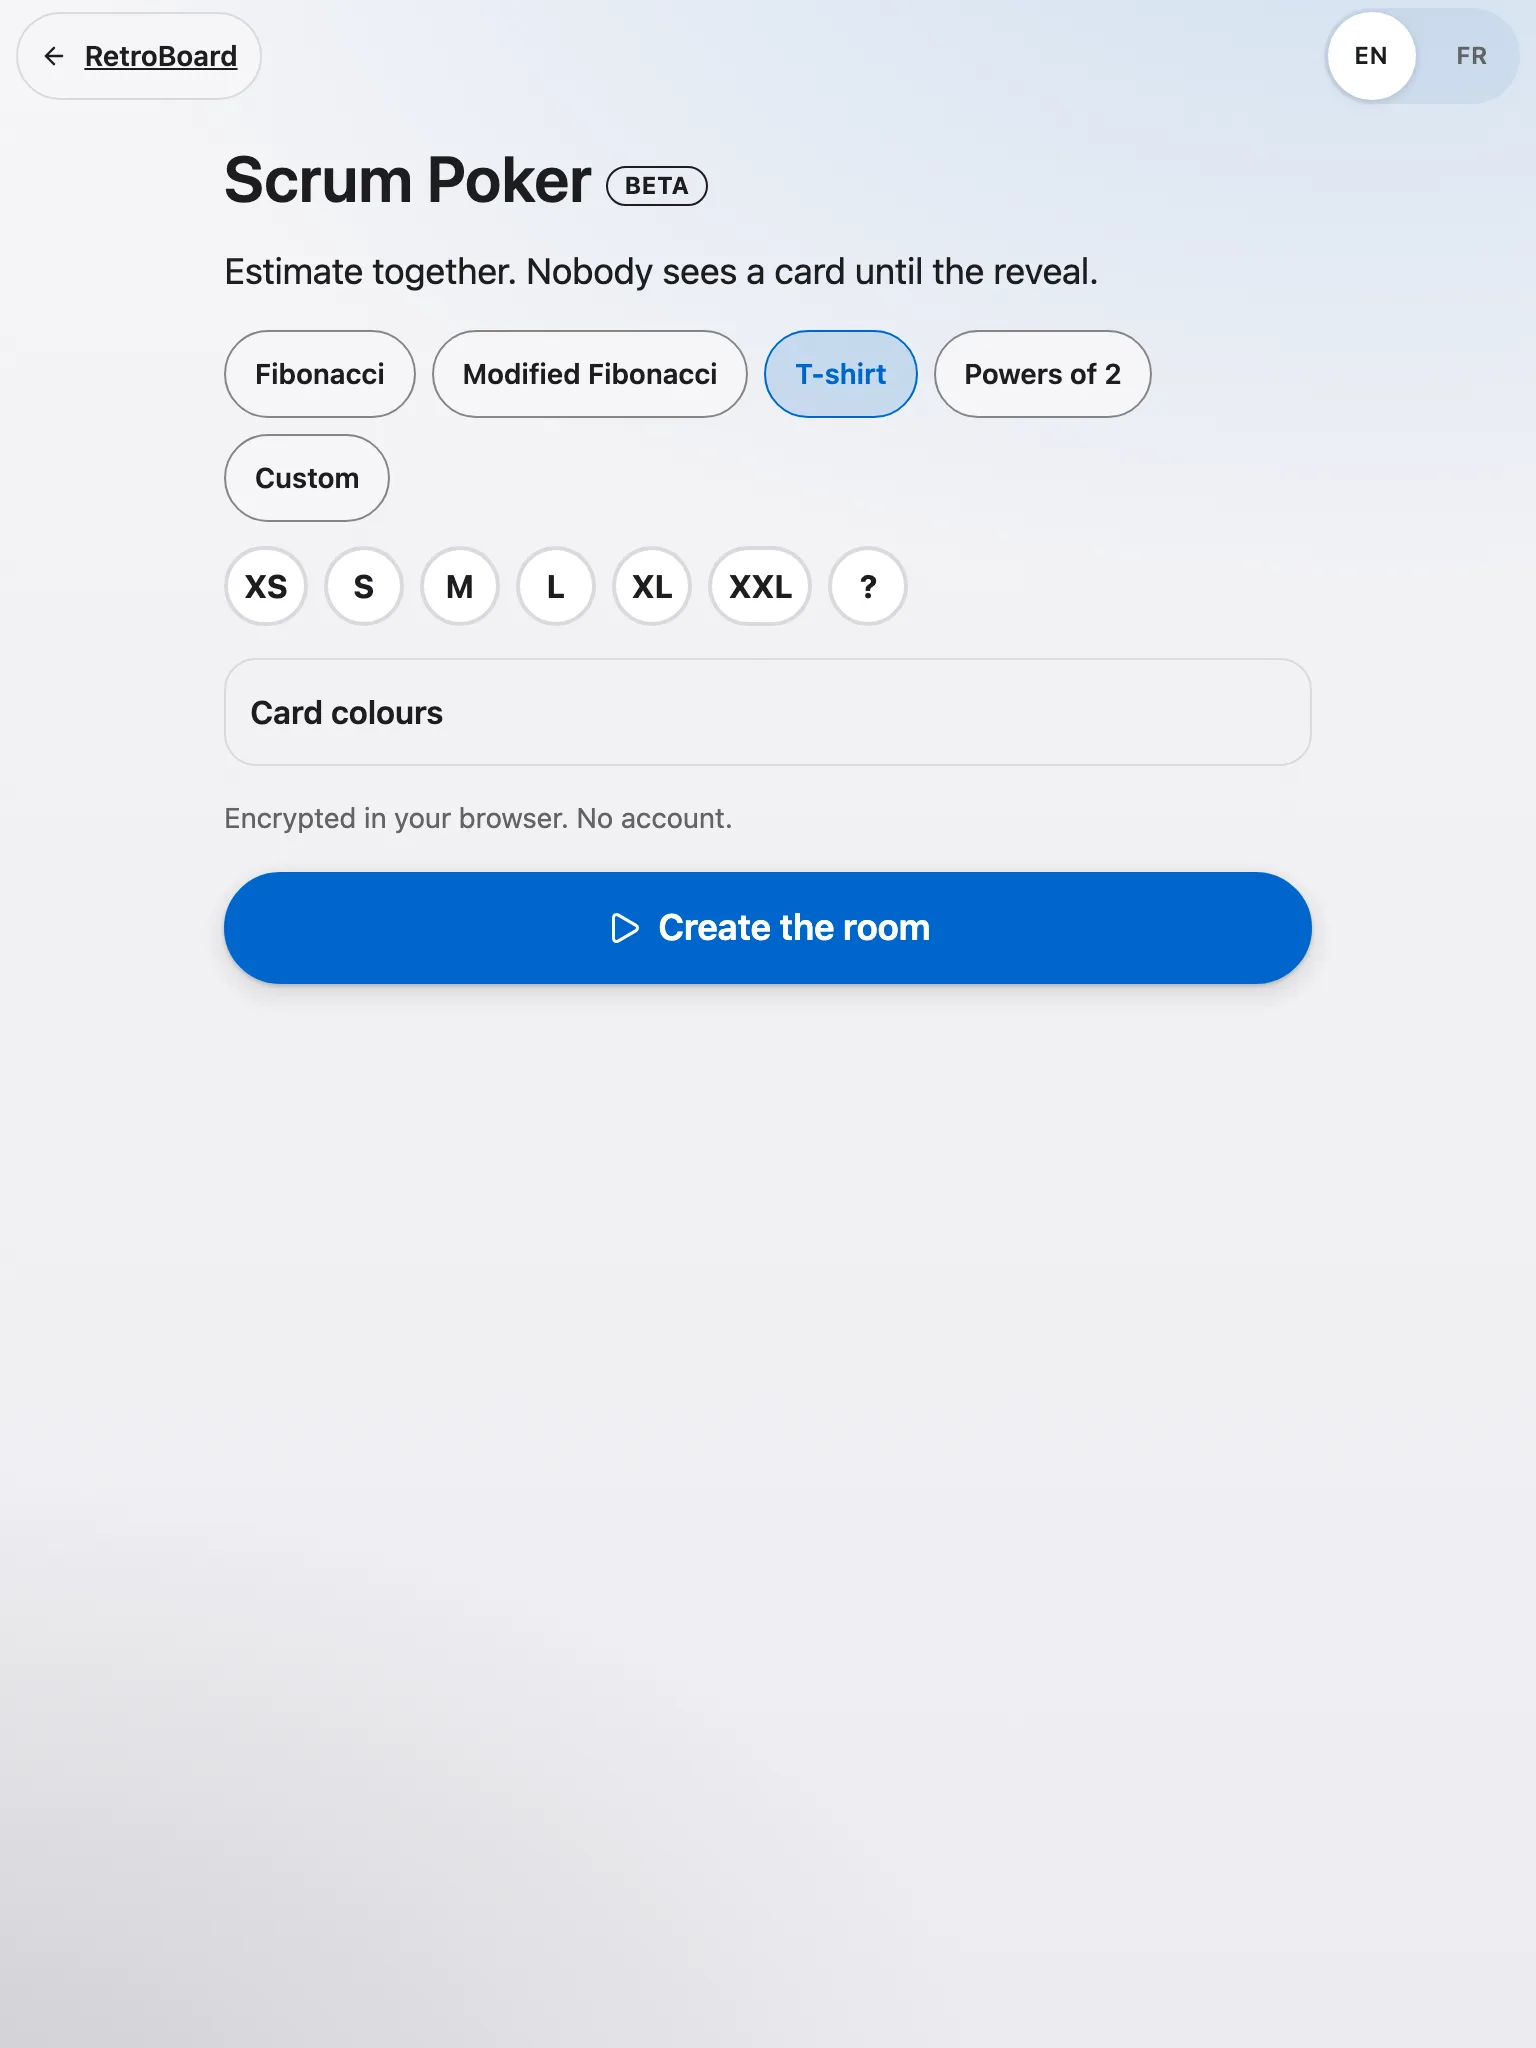 RetroBoard
EN FR
Scrum Poker BETA
Estimate together. Nobody sees a card until the reveal.
Fibonacci Modified Fibonacci T-shirt Powers of 2
Custom
XS S M L XL XXL ?
Card colours
Encrypted in your browser. No account.
Create the room